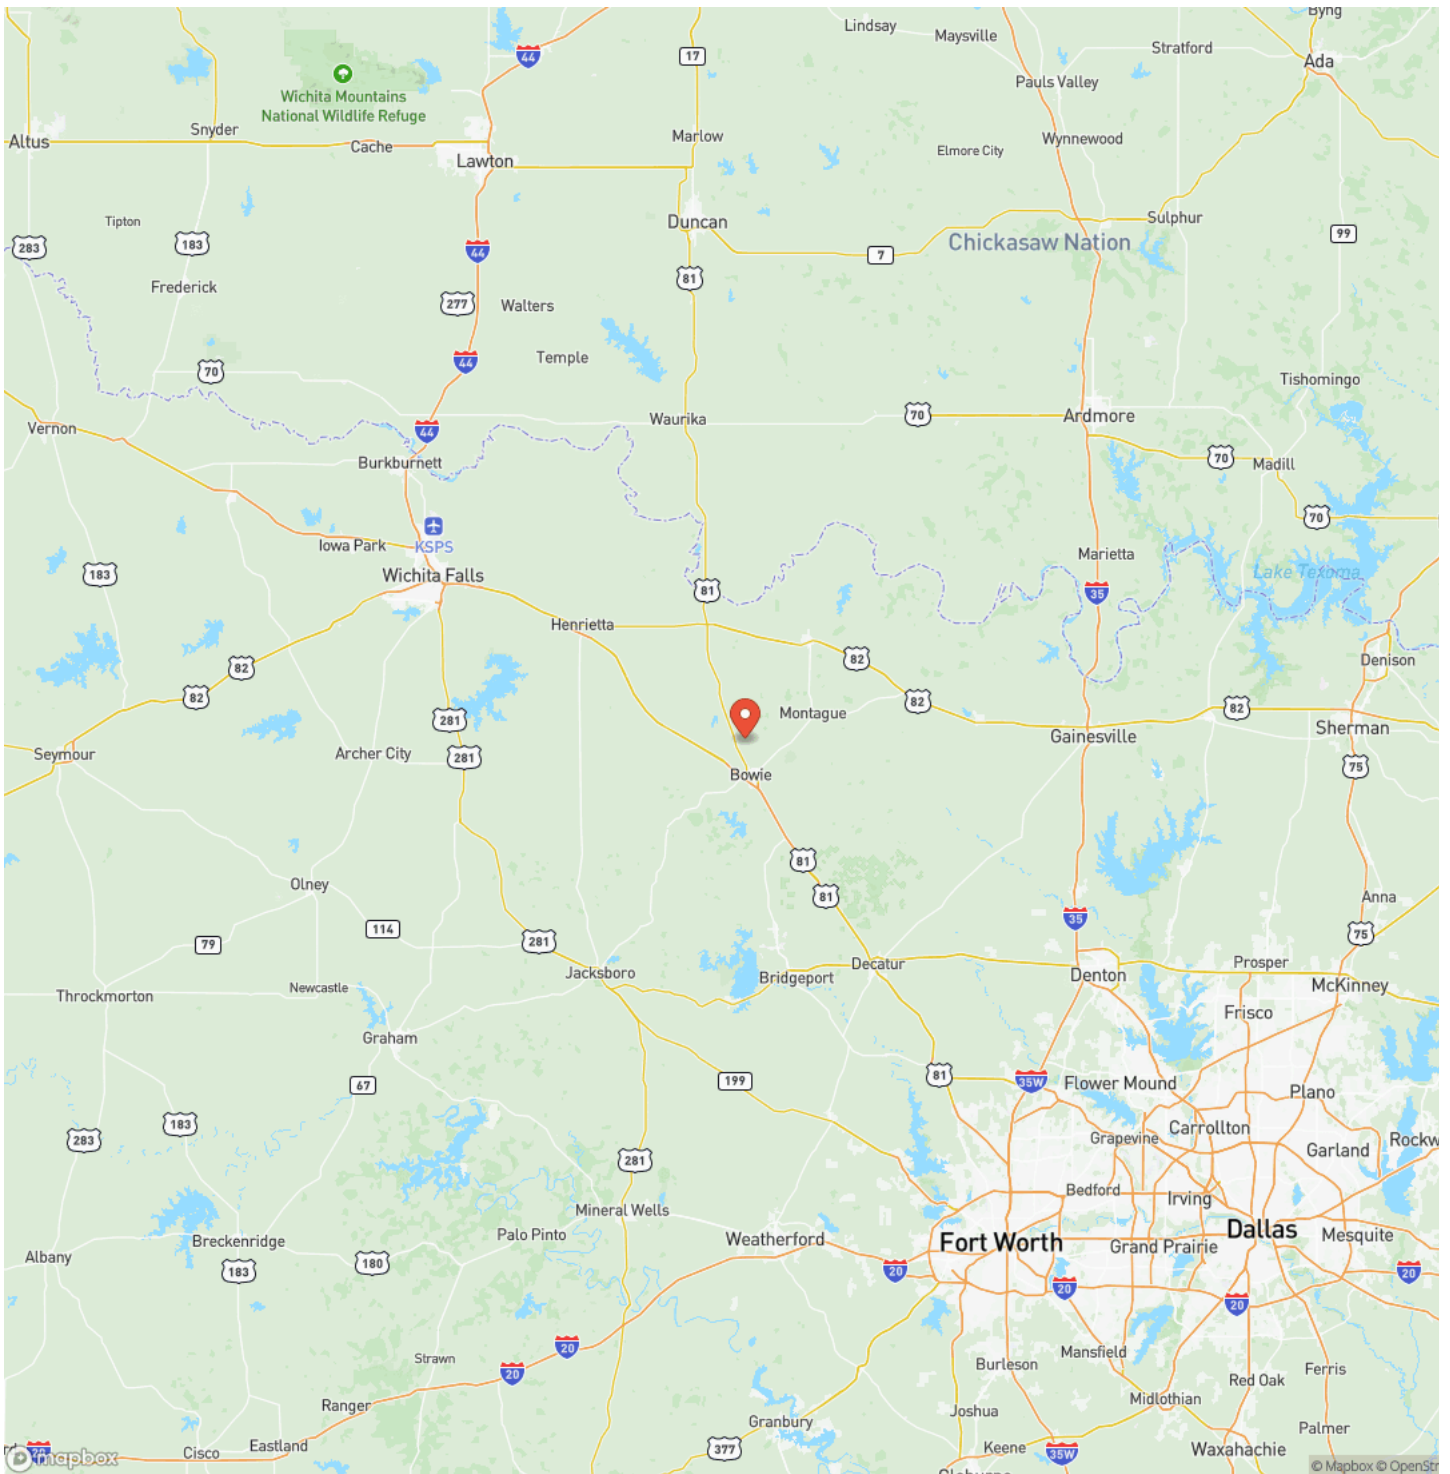 Byng
Lindsay
Maysville
Stratford
44
17
Ada
Pauls Valley
Wichita Mountains
National Wildlife Refuge
Snyder
Marlow
Wynnewood
Altus
Cache
Lawton
Elmore City
Tipton
Duncan
Sulphur
283
183
44
Chickasaw Nation
99
7
81
Frederick
277
Walters
44
Temple
70
Tishomingo
Vernon
44
Waurika
70
Ardmore
Burkburnett
70
Madill
70
Iowa Park
KSPS
Marietta
183
Wichita Falls
Lake Texoma
81
35
Henrietta
82
82
Denison
82
281
Montague
82
82
Sherman
Seymour
Archer City
281
Gainesville
75
Bowie
81
Olney
81
Anna
35
114
79
281
75
Jacksboro
Bridgeport
Decatur
Denton
Prosper
McKinney
Throckmorton
Newcastle
Frisco
Graham
67
199
81
35W
Flower Mound
Plano
183
283
Grapevine
Carrollton
Garland
Rockw
281
Bedford
Irving
Mineral Wells
Palo Pinto
Weatherford
Fort Worth
Grand Prairie
Dallas
Mesquite
Breckenridge
Albany
183
180
20
20
20
20
20
Strawn
20
Burleson
Mansfield
Ferris
Red Oak
Ranger
Joshua
Midlothian
Granbury
Palmer
Eastland
Cisco
377
Keene
35W
Waxahachie
20
mapbox
© Mapbox © OpenStr